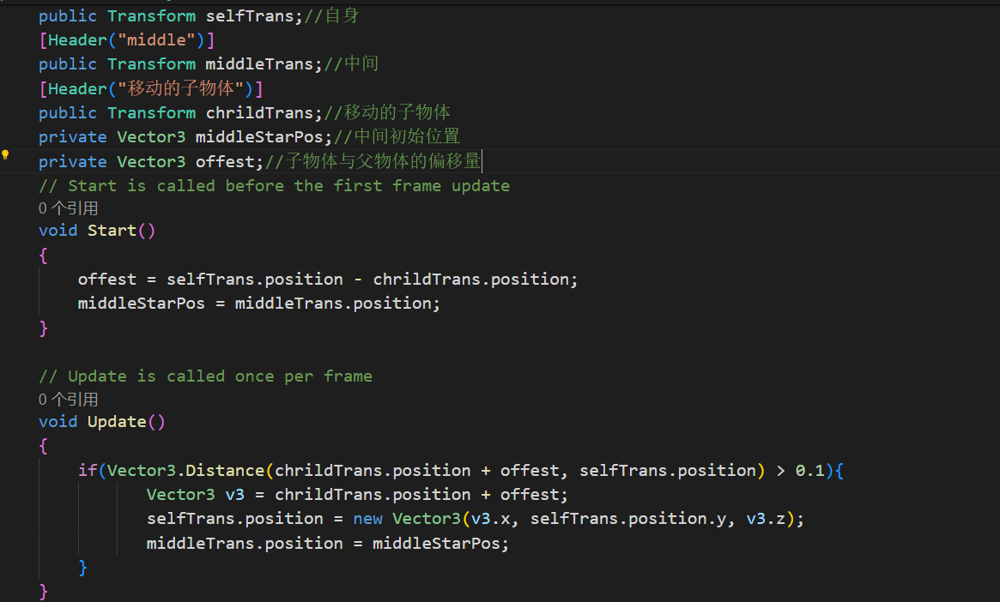 public Transform selfTrans;//自身
[Header("middle")]
public Transform middleTrans;//中间
[Header("移动的子物体")]
public Transform chrildTrans;//移动的子物体
private Vector3 middleStarPos;//中间初始位置
private Vector3 offest;//子物体与父物体的偏移量
// Start is called before the first frame update
0 个引用
void Start()
{
offest = selfTrans.position - chrildTrans.position;
middleStarPos = middleTrans.position;
}
// Update is called once per frame
0 个引用
void Update()
{
if(Vector3.Distance(chrildTrans.position + offest, selfTrans.position) > 0.1){
Vector3 v3 = chrildTrans.position + offest;
selfTrans.position = new Vector3(v3.x, selfTrans.position.y, v3.z);
middleTrans.position = middleStarPos;
}
}